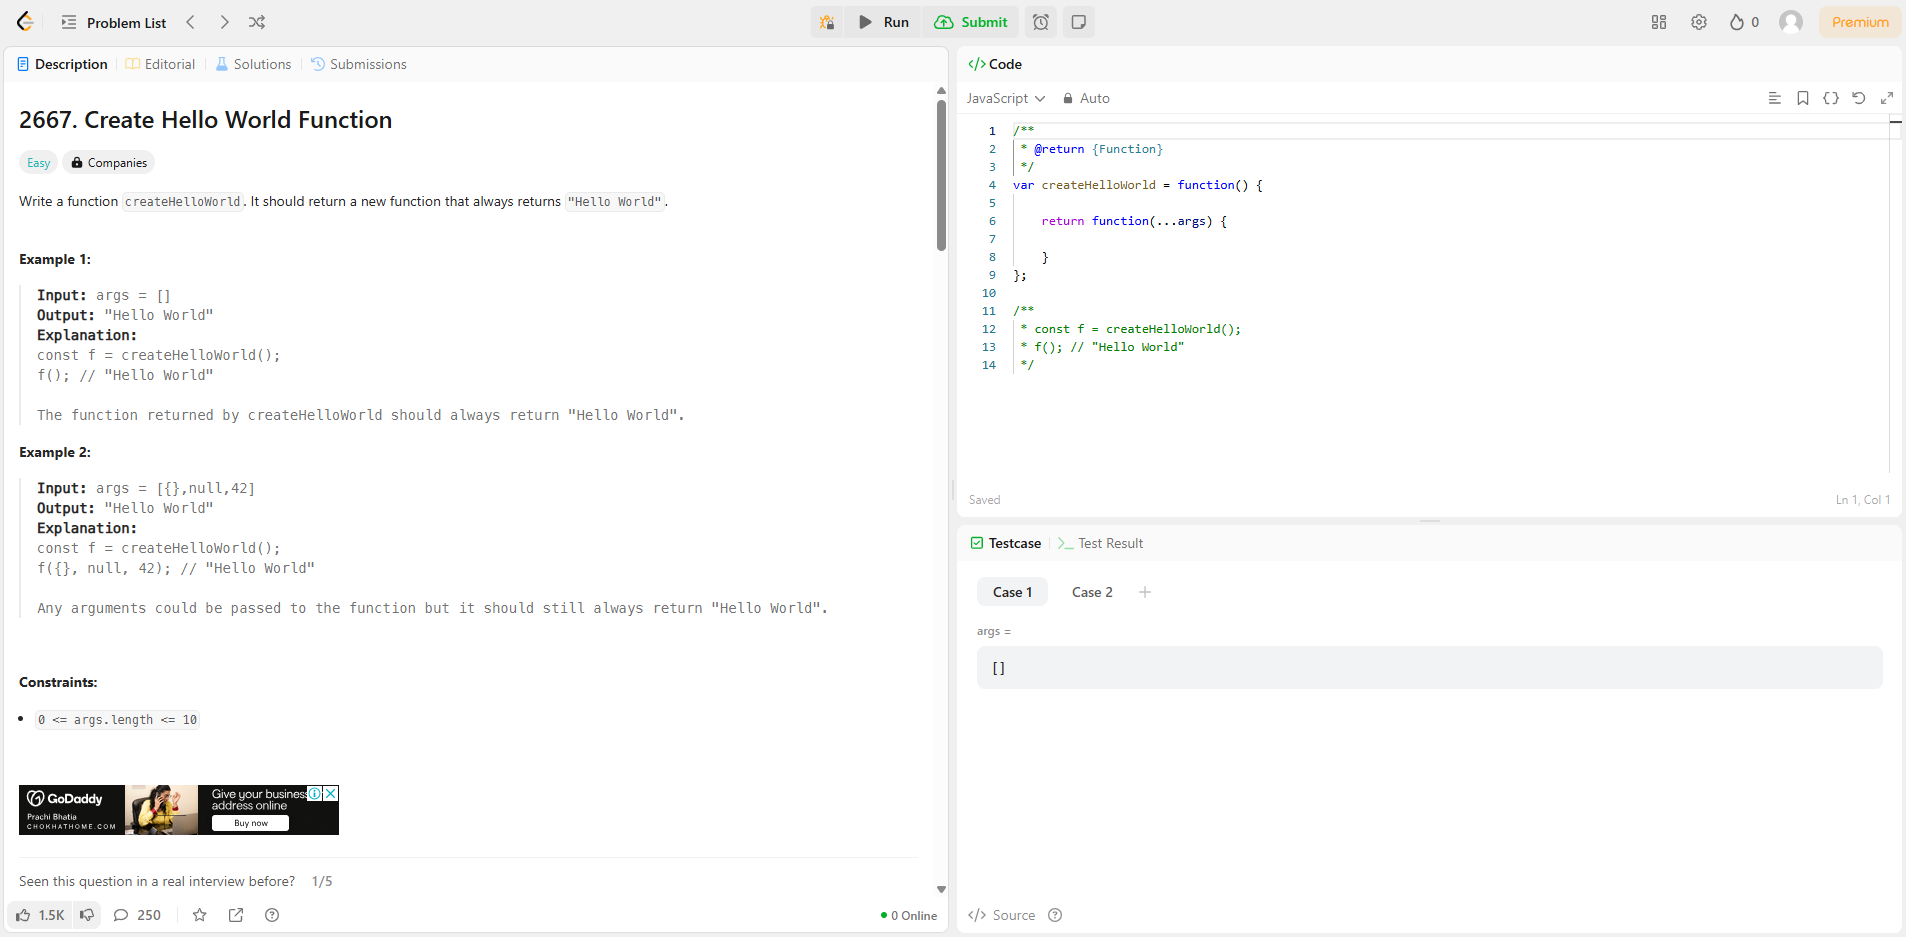 Problem List
Run
Submit
0
Premium
Description
Editorial
Solutions
Submissions
2667. Create Hello World Function
Easy
Companies
Write a function createHelloWorld. It should return a new function that always returns "Hello World".
Example 1:
Input: args = []
Output: "Hello World"
Explanation:
const f = createHelloWorld();
f(); // "Hello World"
The function returned by createHelloWorld should always return "Hello World".
Example 2:
Input: args = [{},null,42]
Output: "Hello World"
Explanation:
const f = createHelloWorld();
f({}, null, 42); // "Hello World"
Any arguments could be passed to the function but it should still always return "Hello World".
Constraints:
0 <= args.length <= 10
GoDaddy
Prachi Bhatia
CHOKHATHOME.COM
Give your business
address online
Buy now
Seen this question in a real interview before? 1/5
1.5K
250
0 Online
Code
JavaScript
Auto
1 /**
2  * @return {Function}
3  */
4 var createHelloWorld = function() {
5
6     return function(...args) {
7
8     }
9 };
10
11 /**
12  * const f = createHelloWorld();
13  * f(); // "Hello World"
14  */
Saved
Ln 1, Col 1
Testcase
Test Result
Case 1
Case 2
args =
[]
Source